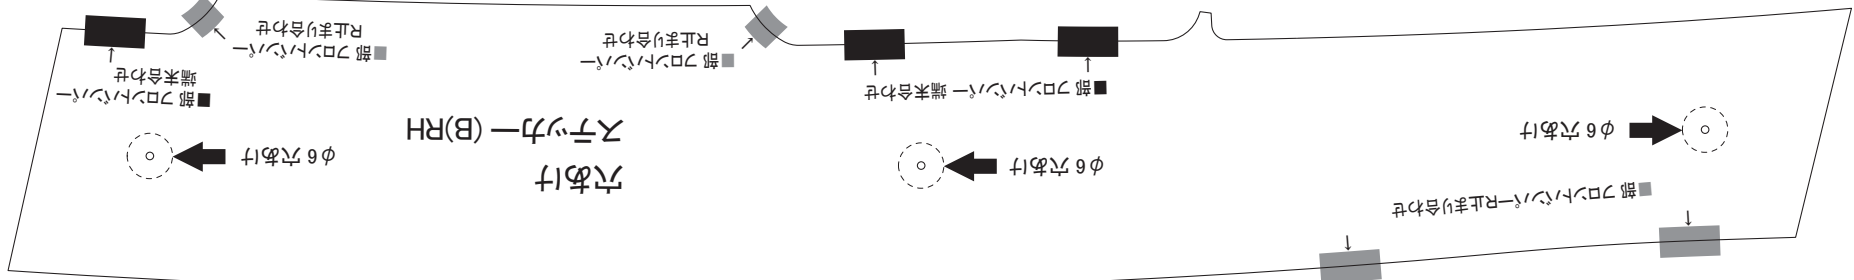 ■部 フロントバンパーR止まり合わせ
φ6 穴あけ
穴あけ
ステッカー (B)RH
φ6 穴あけ
φ6 穴あけ
■部 フロントバンパー 端末合わせ
■部 フロントバンパー
R止まり合わせ
■部 フロントバンパー
端末合わせ
■部 フロントバンパー
R止まり合わせ